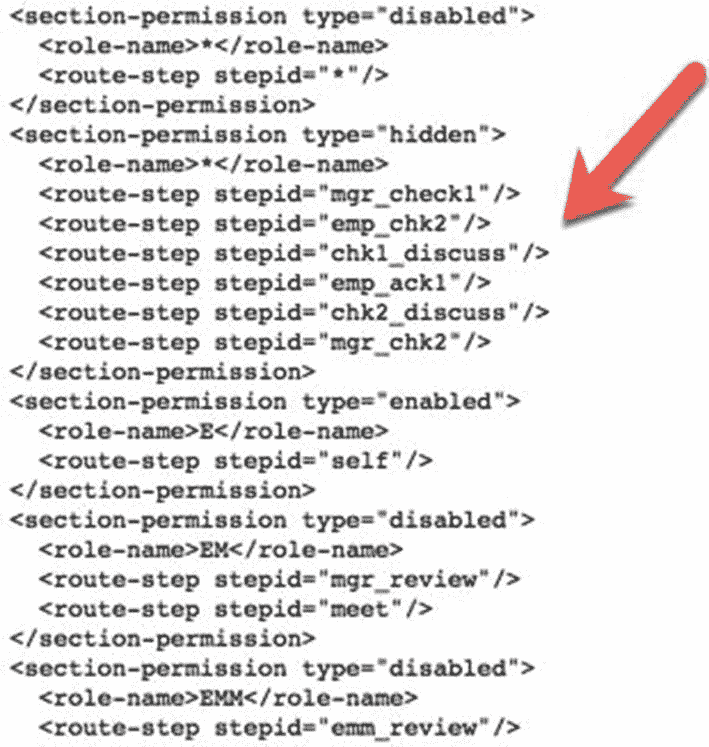 <section-permission type="disabled">
<role-name>*</role-name>
<route-step stepid="*"/>
</section-permission>
<section-permission type="hidden">
<role-name>*</role-name>
<route-step stepid="mgr_check1"/>
<route-step stepid="emp_chk2"/>
<route-step stepid="chk1_discuss"/>
<route-step stepid="emp_ack1"/>
<route-step stepid="chk2_discuss"/>
<route-step stepid="mgr_chk2"/>
</section-permission>
<section-permission type="enabled">
<role-name>E</role-name>
<route-step stepid="self"/>
</section-permission>
<section-permission type="disabled">
<role-name>EM</role-name>
<route-step stepid="mgr_review"/>
<route-step stepid="meet"/>
</section-permission>
<section-permission type="disabled">
<role-name>EMM</role-name>
<route-step stepid="emm_review"/>